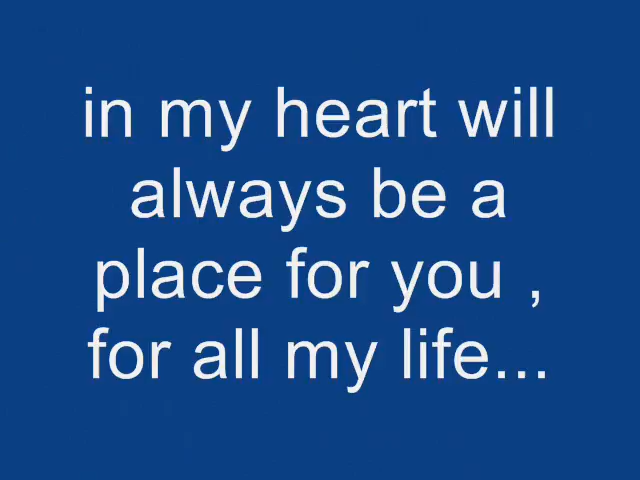 in my heart will
always be a
place for you ,
for all my life...